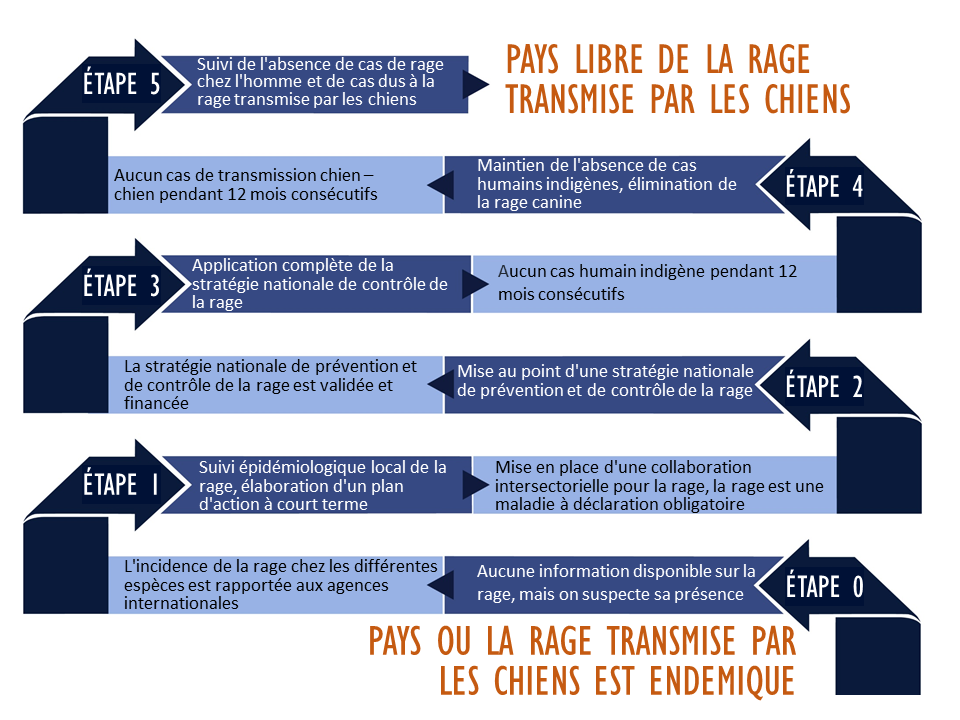 ÉTAPE 5
Suivi de l'absence de cas de rage
chez l'homme et de cas dus à la
rage transmise par les chiens
PAYS LIBRE DE LA RAGE
TRANSMISE PAR LES CHIENS
Aucun cas de transmission chien –
chien pendant 12 mois consécutifs
Maintien de l'absence de cas
humains indigènes, élimination de
la rage canine
ÉTAPE 4
ÉTAPE 3
Application complète de la
stratégie nationale de contrôle de
la rage
Aucun cas humain indigène pendant 12
mois consécutifs
La stratégie nationale de prévention et
de contrôle de la rage est validée et
financée
Mise au point d'une stratégie nationale
de prévention et de contrôle de la rage
ÉTAPE 2
ÉTAPE 1
Suivi épidémiologique local de la
rage, élaboration d'un plan
d'action à court terme
Mise en place d'une collaboration
intersectorielle pour la rage, la rage est une
maladie à déclaration obligatoire
L'incidence de la rage chez les différentes
espèces est rapportée aux agences
internationales
Aucune information disponible sur la
rage, mais on suspecte sa présence
ÉTAPE 0
PAYS OU LA RAGE TRANSMISE PAR
LES CHIENS EST ENDEMIQUE